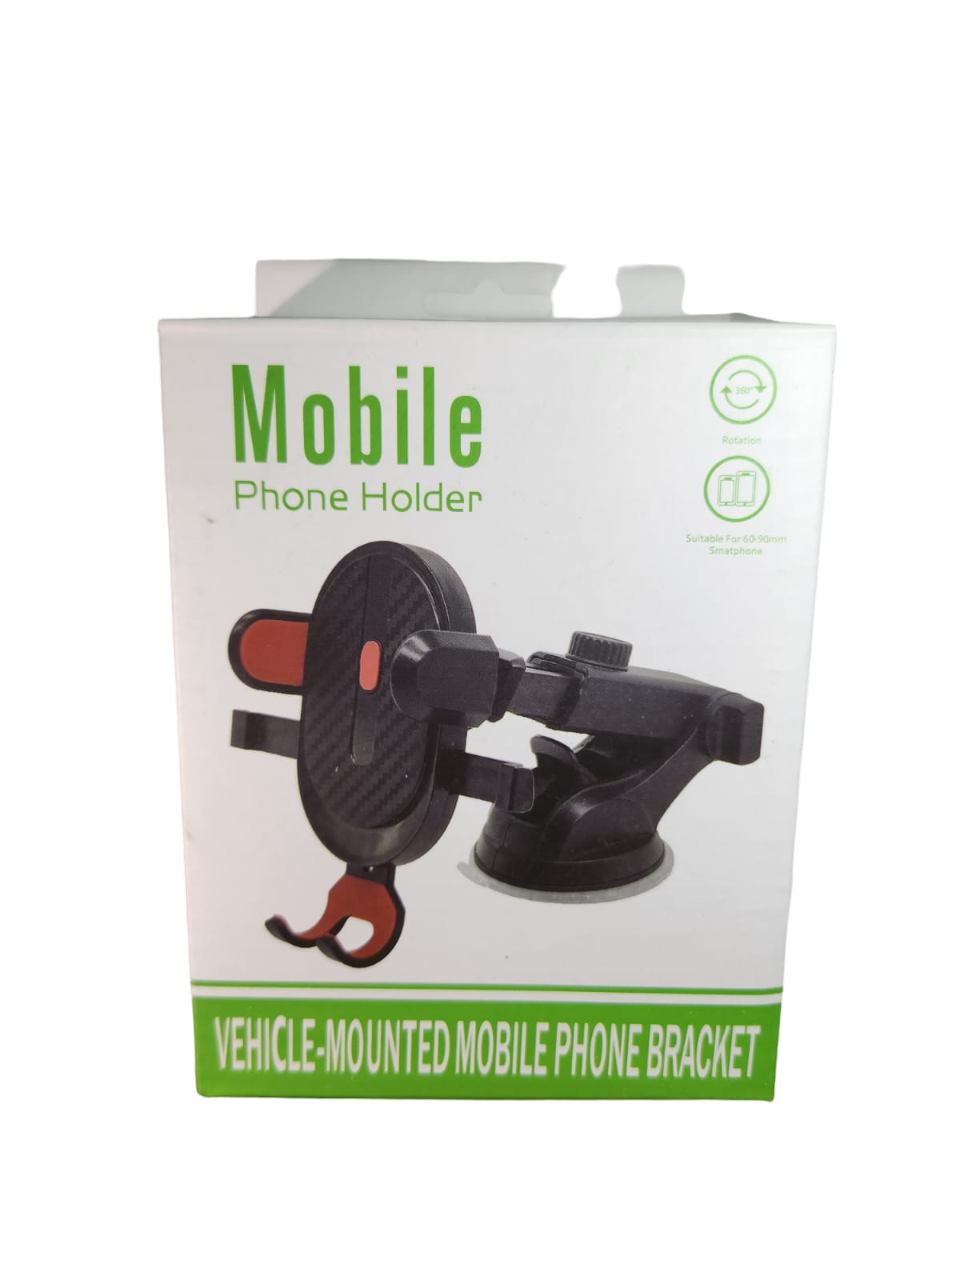 Mobile
Phone Holder
360°
Rotation
Suitable For 60-90mm
Smatphone
VEHICLE-MOUNTED MOBILE PHONE BRACKET